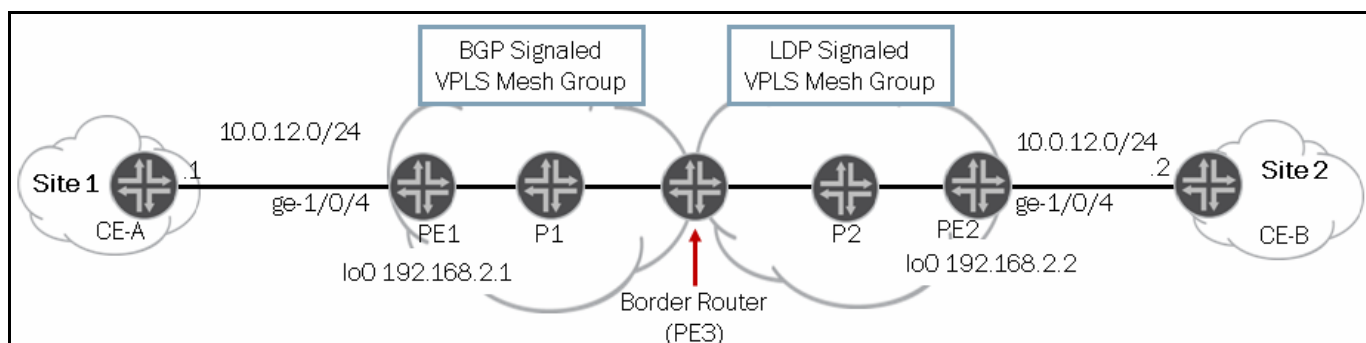 BGP Signaled
VPLS Mesh Group
LDP Signaled
VPLS Mesh Group
10.0.12.0/24
10.0.12.0/24
Site 1
.1
.2
Site 2
ge-1/0/4
ge-1/0/4
CE-A
PE1
P1
P2
PE2
CE-B
lo0 192.168.2.1
lo0 192.168.2.2
Border Router
(PE3)